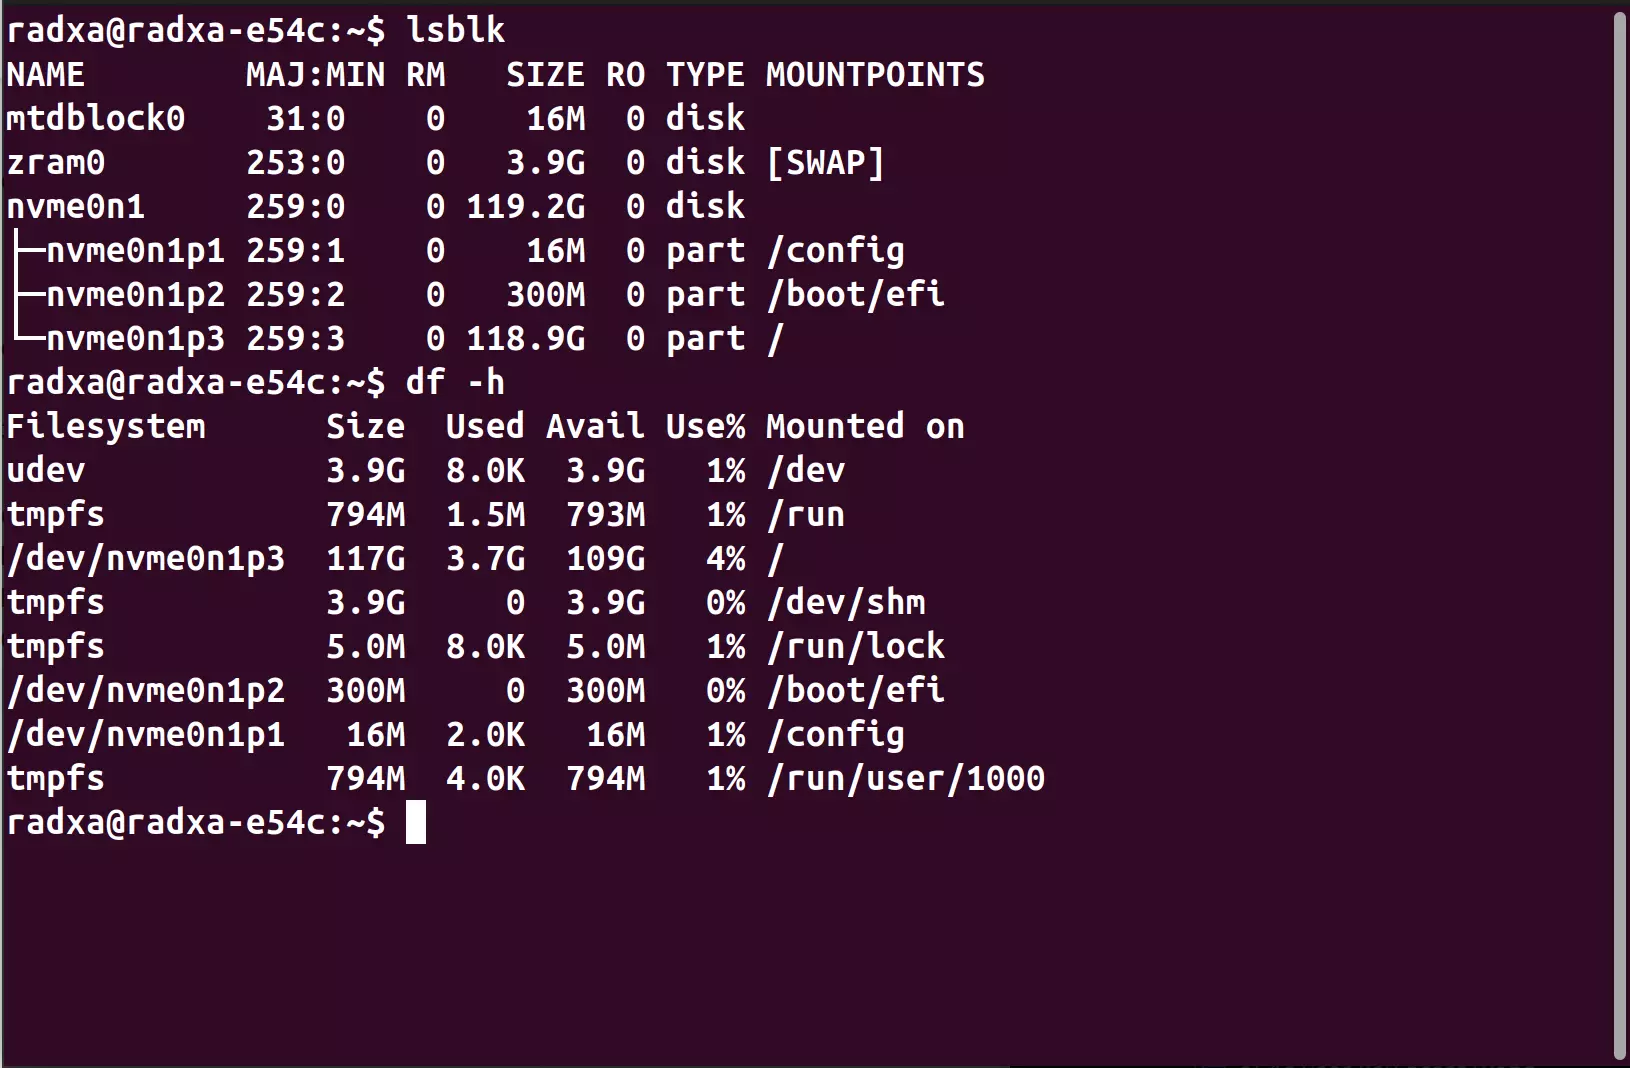 radxa@radxa-e54c:~$ lsblk
NAME        MAJ:MIN RM   SIZE RO TYPE MOUNTPOINTS
mtdblock0    31:0    0    16M  0 disk
zram0       253:0    0   3.9G  0 disk [SWAP]
nvme0n1     259:0    0 119.2G  0 disk
├─nvme0n1p1 259:1    0    16M  0 part /config
├─nvme0n1p2 259:2    0   300M  0 part /boot/efi
└─nvme0n1p3 259:3    0 118.9G  0 part /
radxa@radxa-e54c:~$ df -h
Filesystem      Size  Used Avail Use% Mounted on
udev            3.9G  8.0K  3.9G   1% /dev
tmpfs           794M  1.5M  793M   1% /run
/dev/nvme0n1p3  117G  3.7G  109G   4% /
tmpfs           3.9G     0  3.9G   0% /dev/shm
tmpfs           5.0M  8.0K  5.0M   1% /run/lock
/dev/nvme0n1p2  300M     0  300M   0% /boot/efi
/dev/nvme0n1p1   16M  2.0K   16M   1% /config
tmpfs           794M  4.0K  794M   1% /run/user/1000
radxa@radxa-e54c:~$